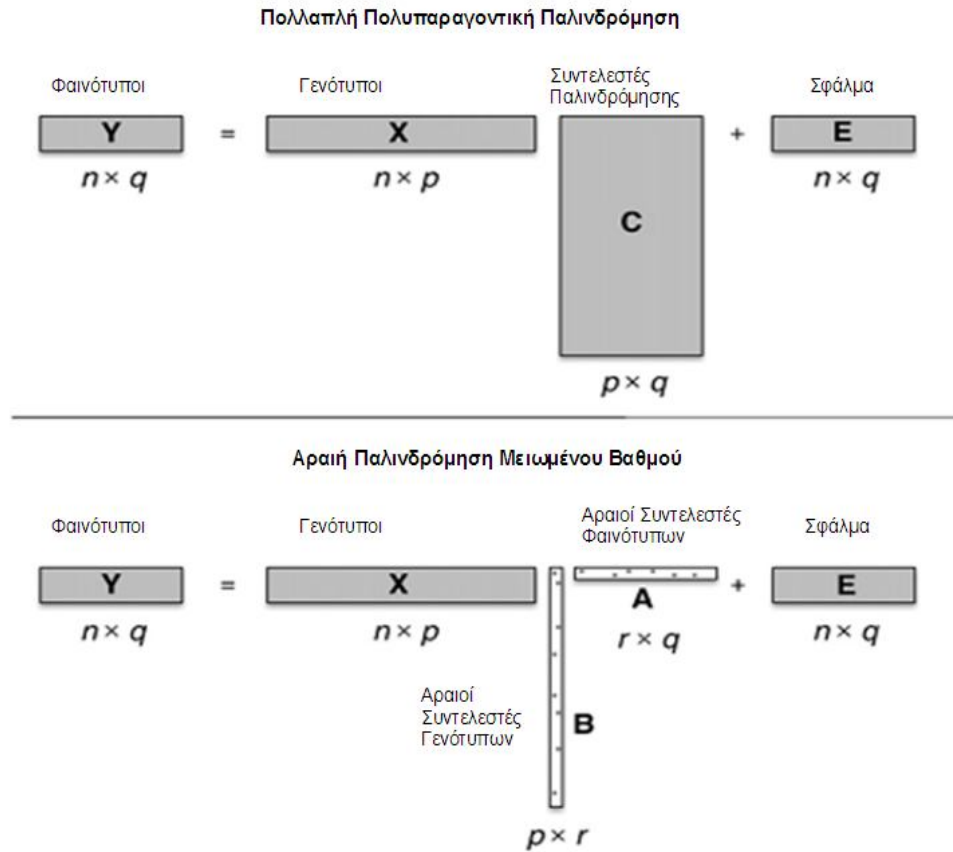 Πολλαπλή Πολυπαραγοντική Παλινδρόμηση
Φαινότυποι
Γενότυποι
Συντελεστές
Παλινδρόμησης
Σφάλμα
Y = X C + E
n × q
n × p
p × q
n × q
Αραιή Παλινδρόμηση Μειωμένου Βαθμού
Φαινότυποι
Γενότυποι
Αραιοί Συντελεστές
Φαινότυπων
Σφάλμα
Y = X B A + E
n × q
n × p
r × q
n × q
Αραιοί
Συντελεστές
Γενότυπων
p × r